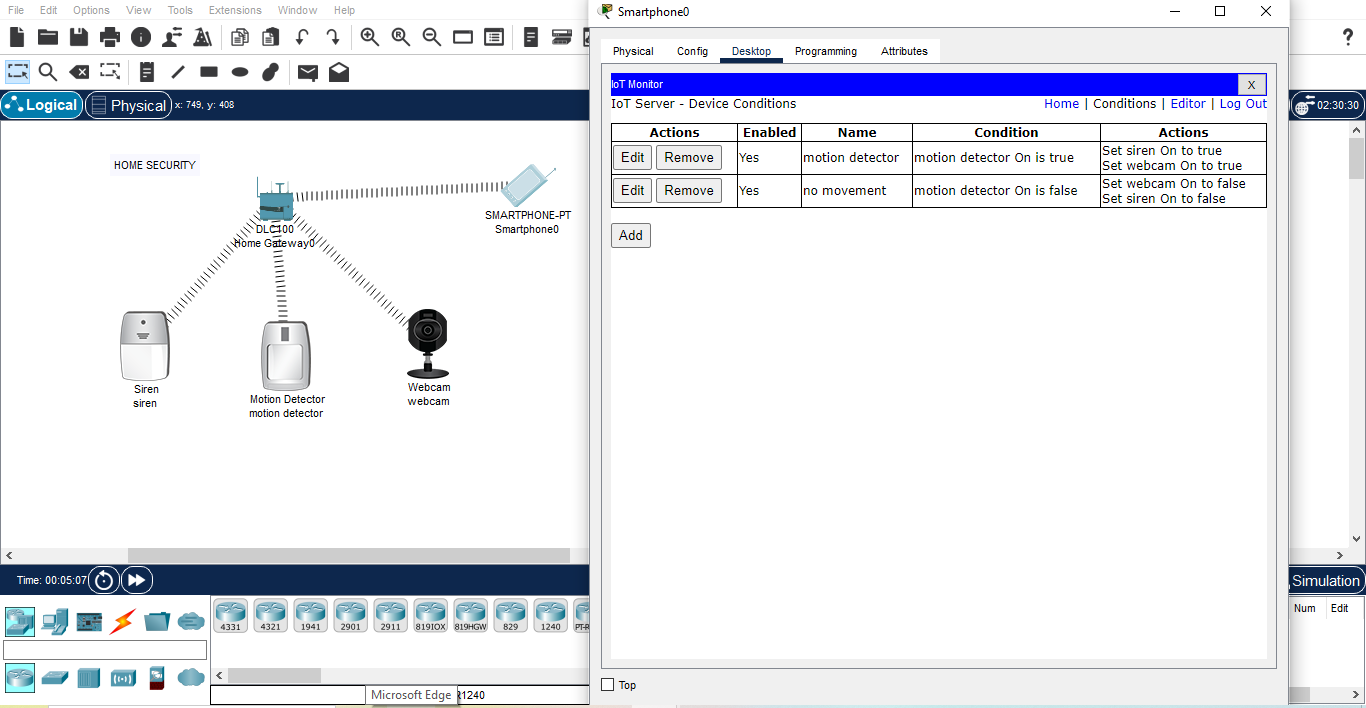 File Edit Options View Tools Extensions Window Help
Smartphone0
?
Physical Config Desktop Programming Attributes
IoT Monitor X
IoT Server - Device Conditions Home | Conditions | Editor | Log Out
Logical Physical x: 749, y: 408
02:30:30
Actions Enabled Name Condition Actions
Edit Remove Yes motion detector motion detector On is true Set siren On to true
Set webcam On to true
Edit Remove Yes no movement motion detector On is false Set webcam On to false
Set siren On to false
Add
HOME SECURITY
DLC100
Home Gateway0
SMARTPHONE-PT
Smartphone0
Siren
siren
Motion Detector
motion detector
Webcam
webcam
Time: 00:05:07
Simulation
4331 4321 1941 2901 2911 819IOX 819HGW 829 1240 PT-R
Num Edit
Top
Microsoft Edge 1240